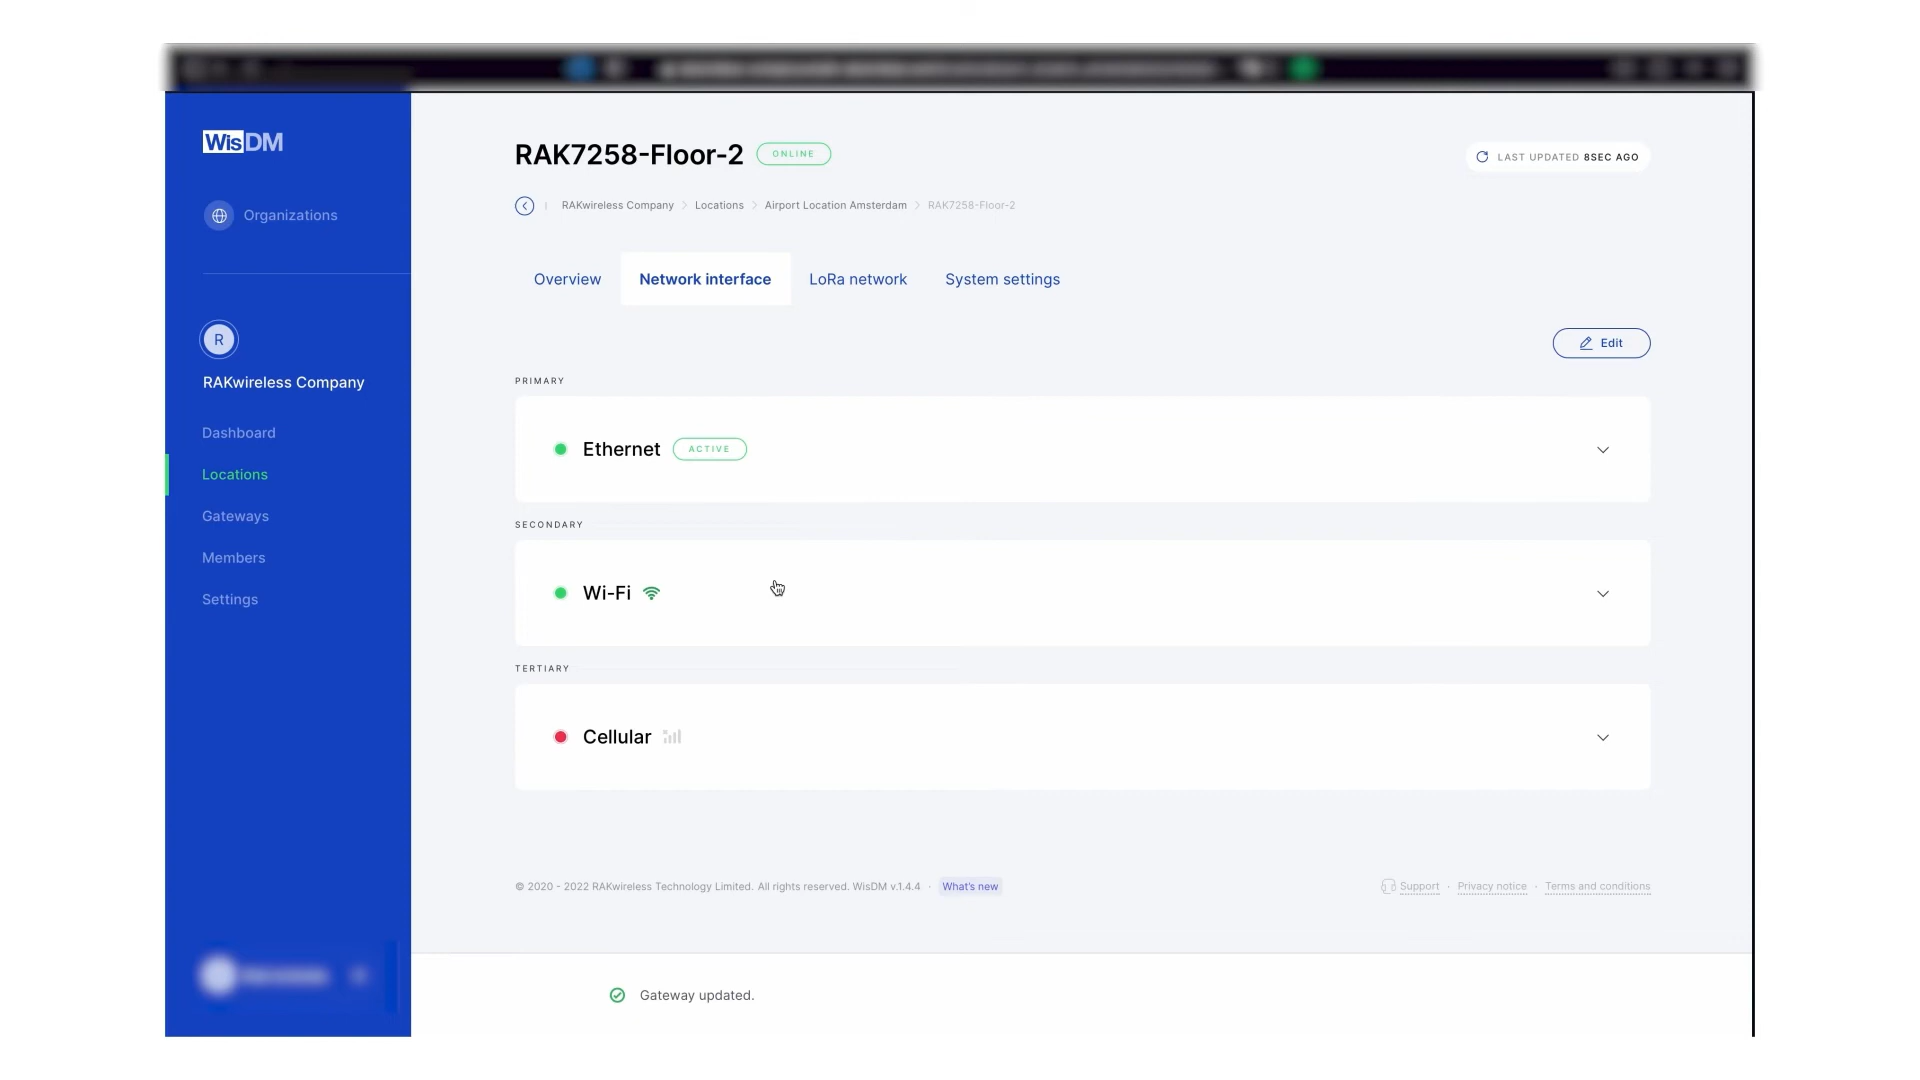 WisDM
Organizations
R
RAKwireless Company
Dashboard
Locations
Gateways
Members
Settings
RAK7258-Floor-2 ONLINE
LAST UPDATED 8SEC AGO
RAKwireless Company > Locations > Airport Location Amsterdam > RAK7258-Floor-2
Overview Network interface LoRa network System settings
Edit
PRIMARY
Ethernet ACTIVE
SECONDARY
Wi-Fi
TERTIARY
Cellular
© 2020 - 2022 RAKwireless Technology Limited. All rights reserved. WisDM v.1.4.4 · What's new
Support · Privacy notice · Terms and conditions
Gateway updated.